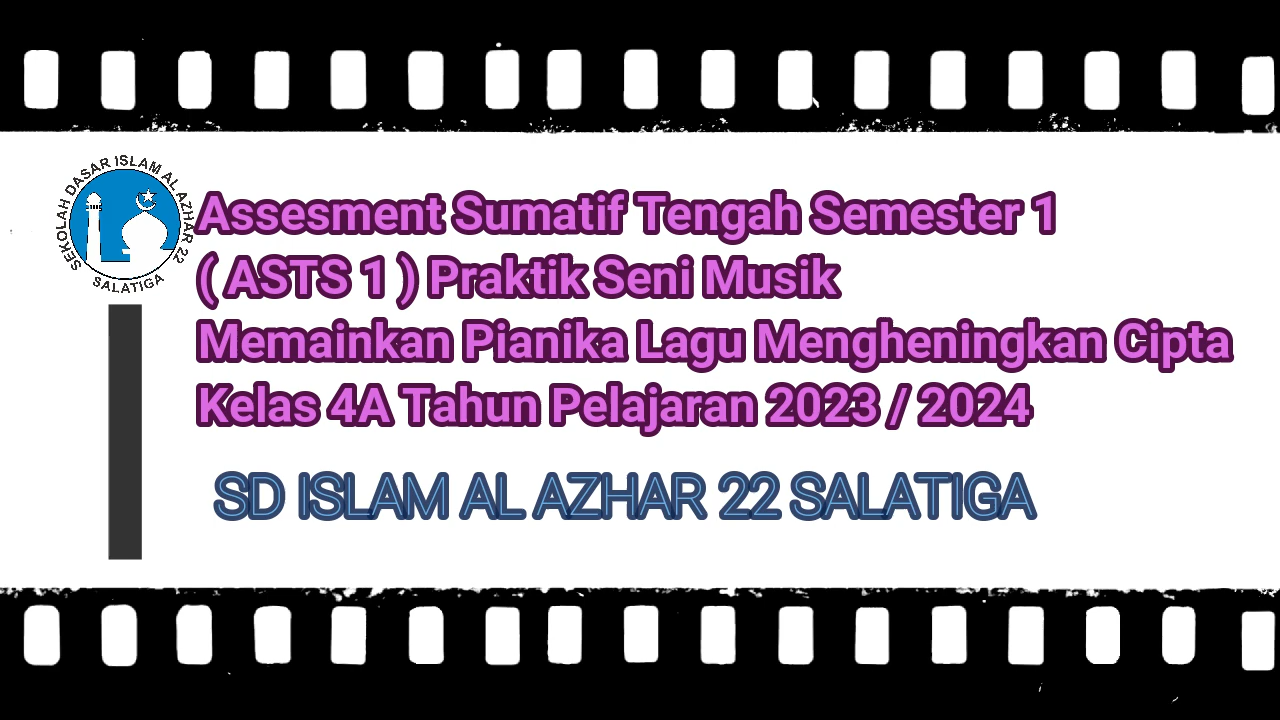 SEKOLAH DASAR ISLAM AL AZHAR 22
SALATIGA
Assesment Sumatif Tengah Semester 1
( ASTS 1 ) Praktik Seni Musik
Memainkan Pianika Lagu Mengheningkan Cipta
Kelas 4A Tahun Pelajaran 2023 / 2024
SD ISLAM AL AZHAR 22 SALATIGA